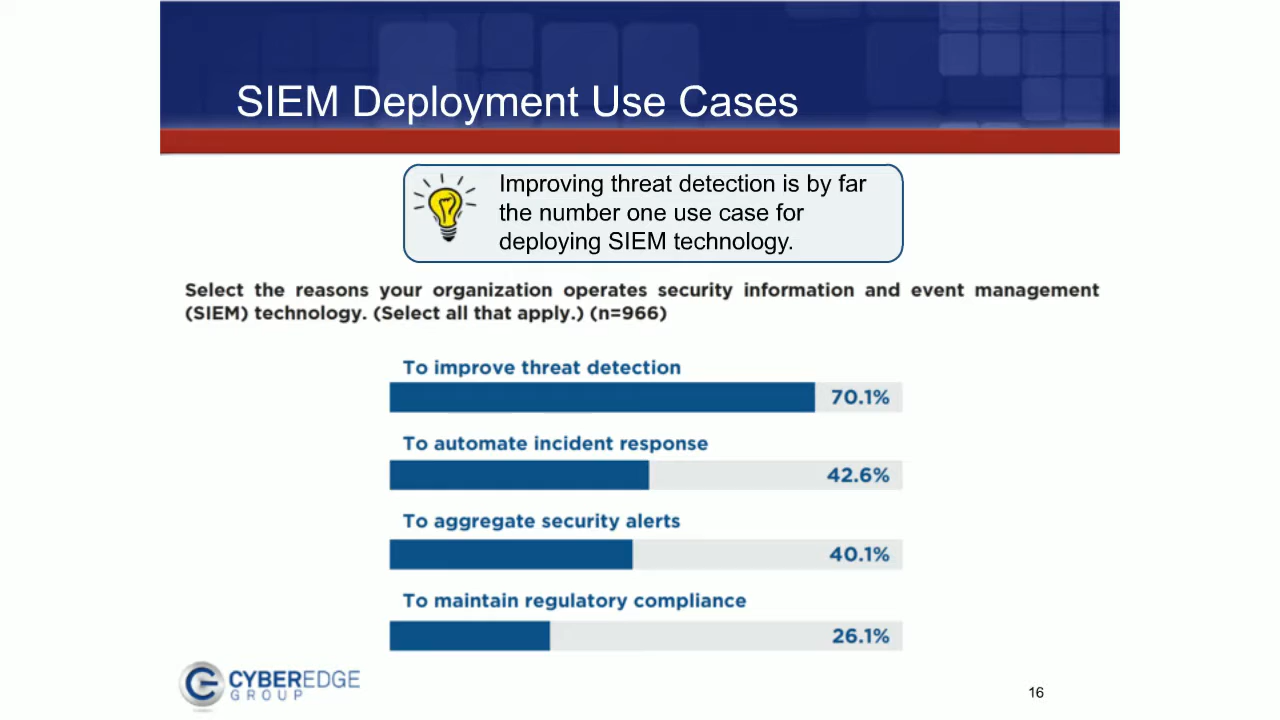 SIEM Deployment Use Cases
Improving threat detection is by far
the number one use case for
deploying SIEM technology.
Select the reasons your organization operates security information and event management
(SIEM) technology. (Select all that apply.) (n=966)
To improve threat detection
70.1%
To automate incident response
42.6%
To aggregate security alerts
40.1%
To maintain regulatory compliance
26.1%
CYBEREDGE
GROUP
16